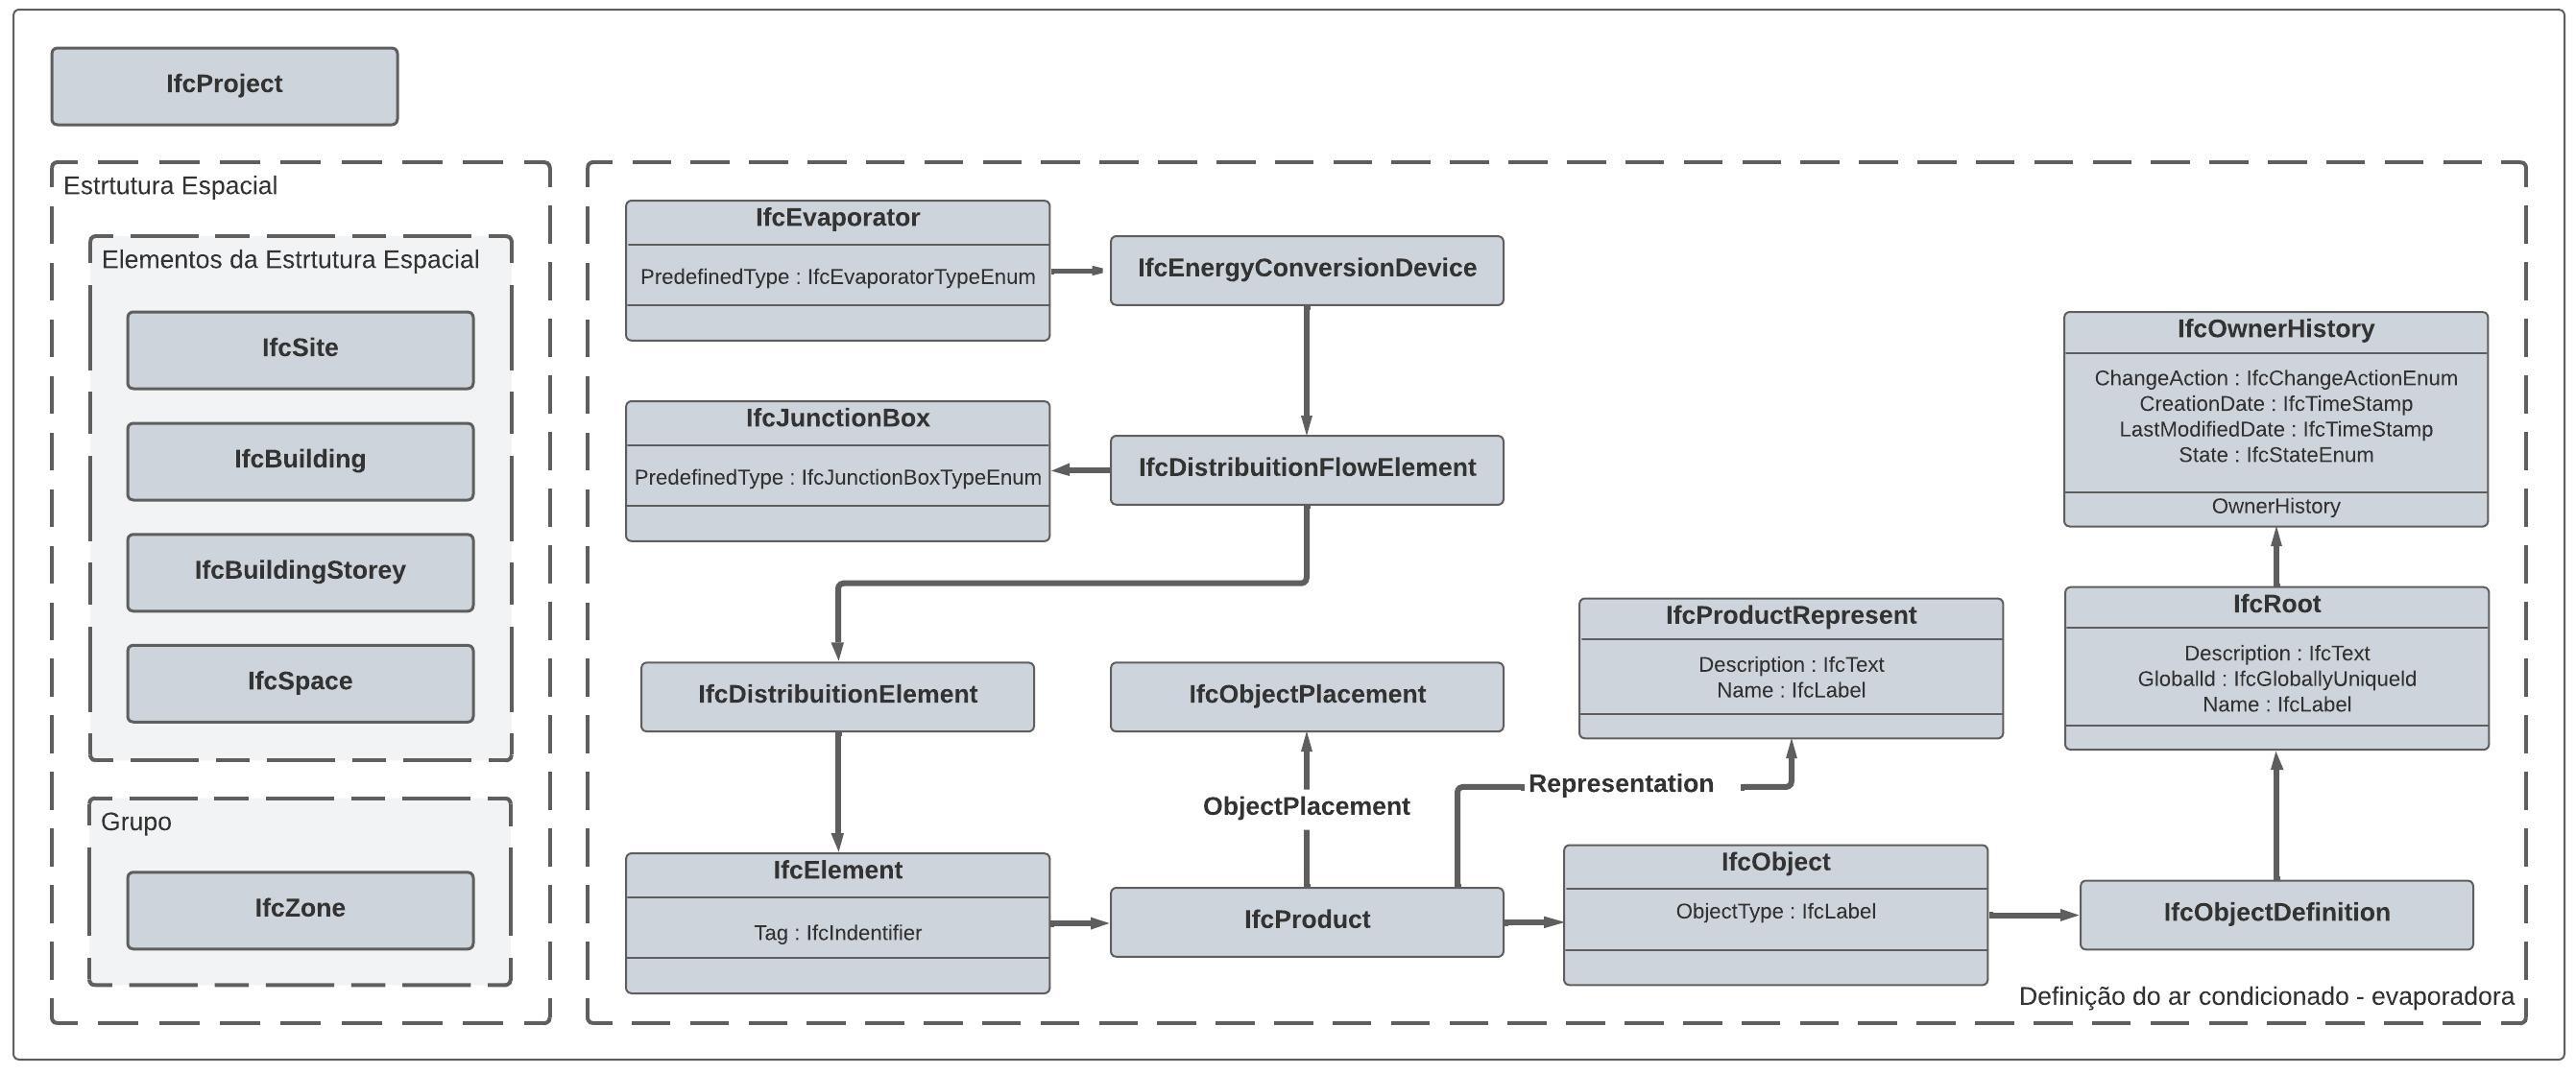 IfcProject
Estrtutura Espacial
Elementos da Estrtutura Espacial
IfcSite
IfcBuilding
IfcBuildingStorey
IfcSpace
Grupo
IfcZone
IfcEvaporator
PredefinedType : IfcEvaporatorTypeEnum
IfcEnergyConversionDevice
IfcJunctionBox
PredefinedType : IfcJunctionBoxTypeEnum
IfcDistribuitionFlowElement
IfcDistribuitionElement
IfcObjectPlacement
ObjectPlacement
IfcElement
Tag : IfcIndentifier
IfcProduct
IfcProductRepresent
Description : IfcText
Name : IfcLabel
Representation
IfcObject
ObjectType : IfcLabel
IfcOwnerHistory
ChangeAction : IfcChangeActionEnum
CreationDate : IfcTimeStamp
LastModifiedDate : IfcTimeStamp
State : IfcStateEnum
OwnerHistory
IfcRoot
Description : IfcText
GlobalId : IfcGloballyUniqueId
Name : IfcLabel
IfcObjectDefinition
Definição do ar condicionado - evaporadora